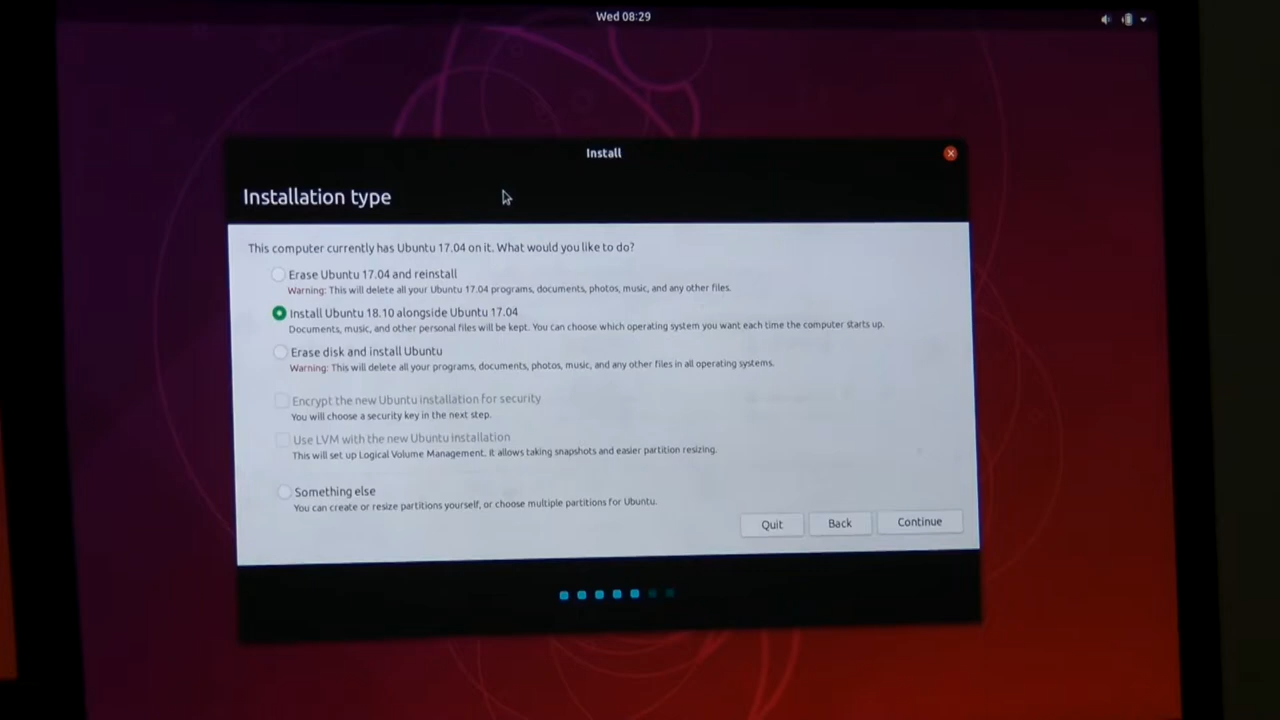 Wed 08:29
Install
Installation type
This computer currently has Ubuntu 17.04 on it. What would you like to do?
Erase Ubuntu 17.04 and reinstall
Warning: This will delete all your Ubuntu 17.04 programs, documents, photos, music, and any other files.
Install Ubuntu 18.10 alongside Ubuntu 17.04
Documents, music, and other personal files will be kept. You can choose which operating system you want each time the computer starts up.
Erase disk and install Ubuntu
Warning: This will delete all your programs, documents, photos, music, and any other files in all operating systems.
Encrypt the new Ubuntu installation for security
You will choose a security key in the next step.
Use LVM with the new Ubuntu installation
This will set up Logical Volume Management. It allows taking snapshots and easier partition resizing.
Something else
You can create or resize partitions yourself, or choose multiple partitions for Ubuntu.
Quit
Back
Continue